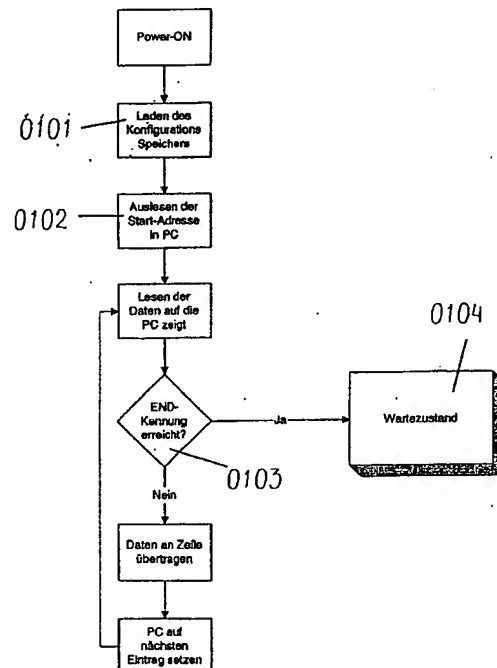 Power-ON
0101
Laden des
Konfigurations
Speichers
0102
Auslesen der
Start-Adresse
in PC
Lesen der
Daten auf die
PC zeigt
0104
Wartezustand
END-
Kennung
erreicht?
Ja
0103
Nein
Daten an Zelle
übertragen
PC auf
nächsten
Eintrag setzen